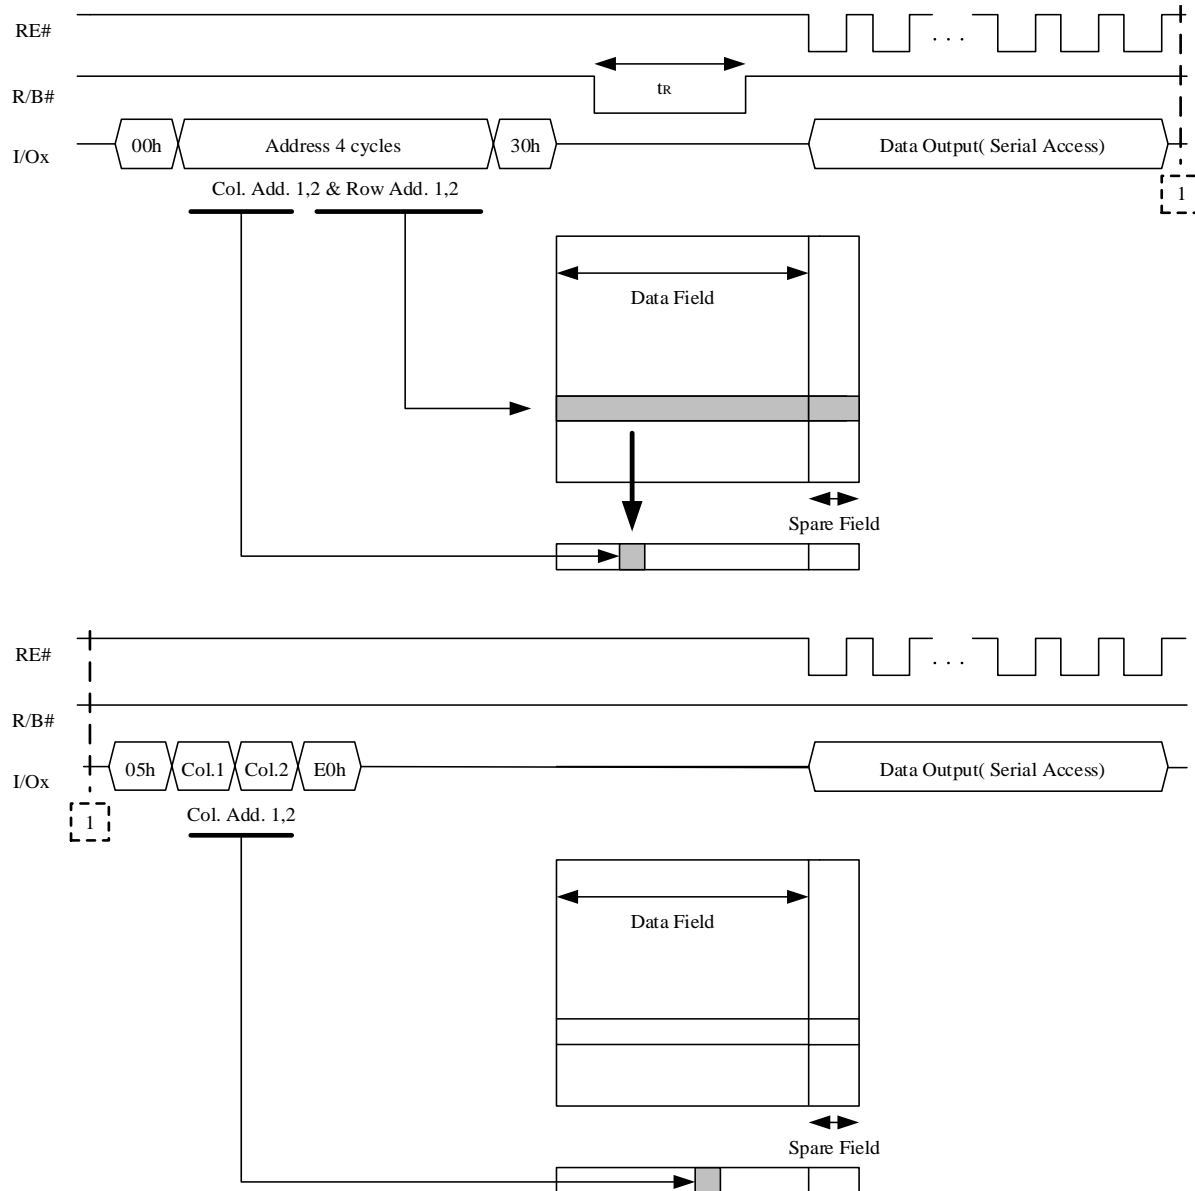 RE#
R/B#
tR
I/Ox
00h
Address 4 cycles
30h
Data Output( Serial Access)
Col. Add. 1,2 & Row Add. 1,2
1
Data Field
Spare Field
RE#
R/B#
I/Ox
05h
Col.1
Col.2
E0h
Data Output( Serial Access)
1
Col. Add. 1,2
Data Field
Spare Field